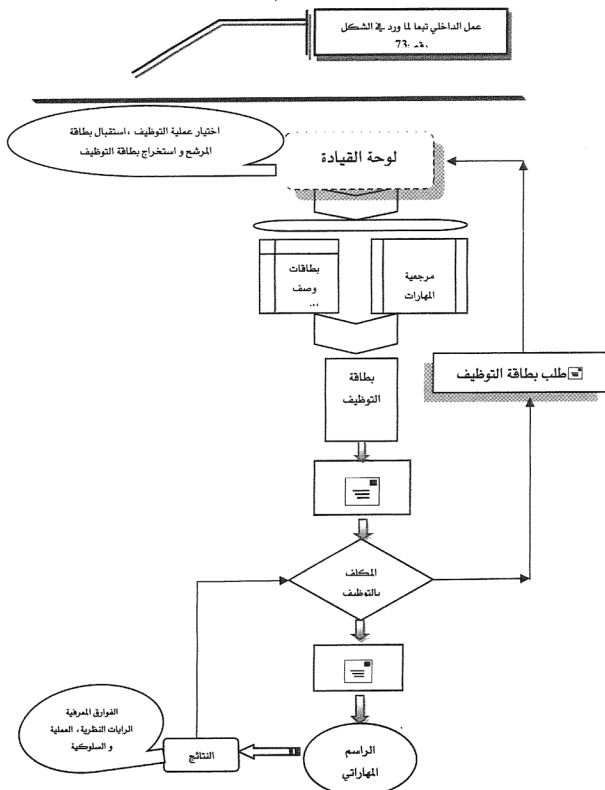 عمل الداخلي تبعا لما ورد في الشكل
73
اختيار عملية التوظيف ، استقبال بطاقة
المرشح و استخراج بطاقة التوظيف
لوحة القيادة
بطاقات
وصف
مرجعية
المهارات
طلب بطاقة التوظيف
بطاقة
التوظيف
المكلف
بالتوظيف
الفوارق المعرفية
الرايات النظرية، العملية
و السلوكية
النتائج
الراسم
المهاراتي